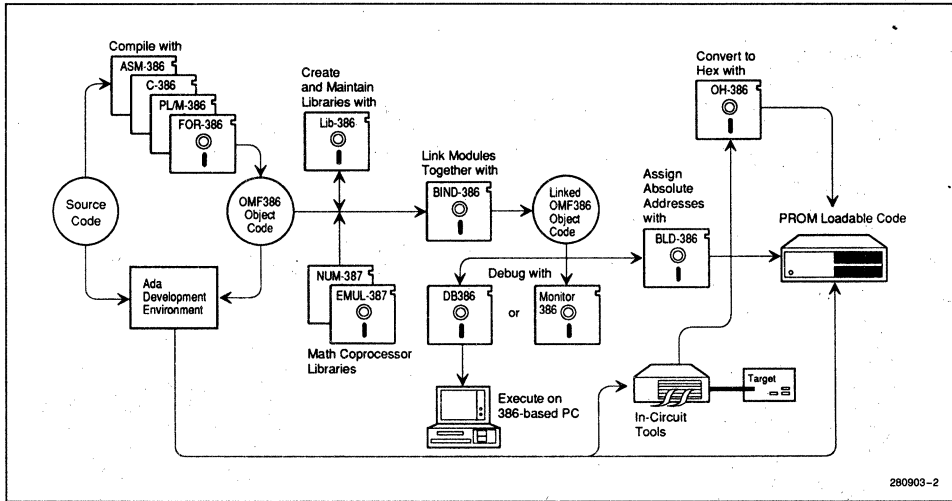 Compile with
ASM-386
C-386
PL/M-386
FOR-386
Source
Code
OMF386
Object
Code
Ada
Development
Environment
Create
and Maintain
Libraries with
Lib-386
NUM-387
EMUL-387
Math Coprocessor
Libraries
Link Modules
Together with
BIND-386
Linked
OMF386
Object
Code
Debug with
DB386
or
Monitor
386
Execute on
386-based PC
Assign
Absolute
Addresses
with
BLD-386
Convert to
Hex with
OH-386
PROM Loadable Code
Target
In-Circuit
Tools
280903-2